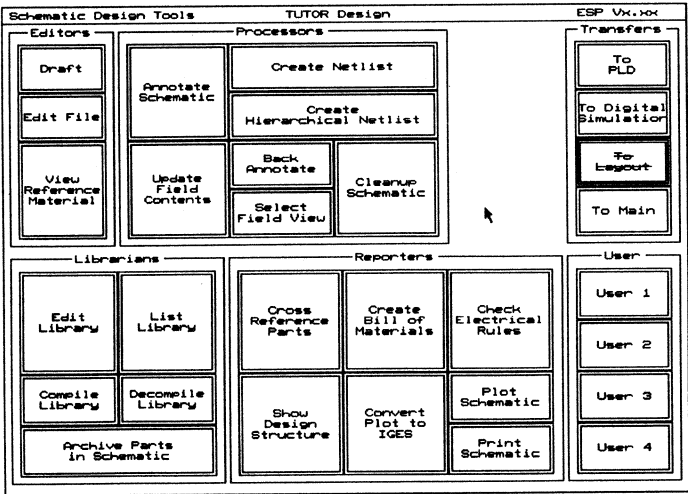 Schematic Design Tools TUTOR Design ESP Vx.xx
Editors
Draft
Edit File
View
Reference
Material
Processors
Annotate
Schematic
Create Netlist
Create
Hierarchical Netlist
Update
Field
Contents
Back
Annotate
Select
Field View
Cleanup
Schematic
Transfers
To
PLD
To Digital
Simulation
To
Layout
To Main
Librarians
Edit
Library
List
Library
Compile
Library
Decompile
Library
Archive Parts
in Schematic
Reporters
Cross
Reference
Parts
Create
Bill of
Materials
Check
Electrical
Rules
Show
Design
Structure
Convert
Plot to
IGES
Plot
Schematic
Print
Schematic
User
User 1
User 2
User 3
User 4